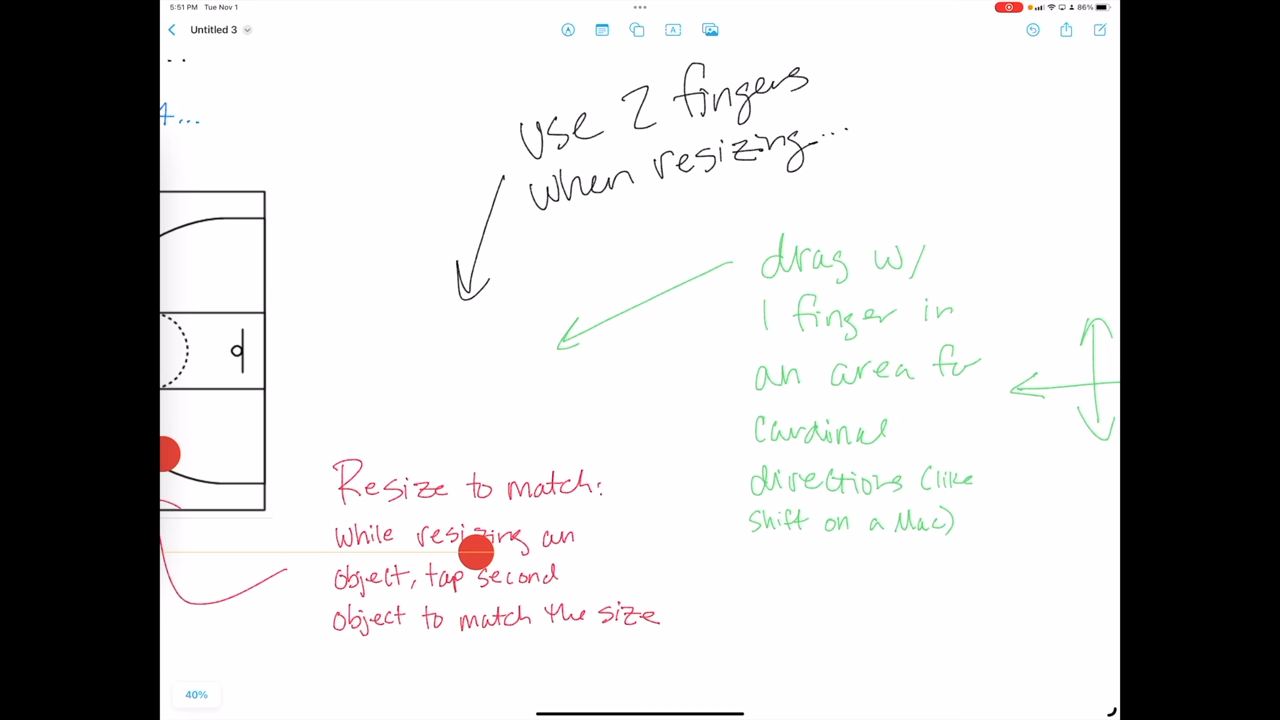 5:51 PM Tue Nov 1
86%
Untitled 3
A
...
4...
use 2 fingers
when resizing...
drag w/
1 finger in
an area for
cardinal
directions (like
shift on a Mac)
Resize to match:
while resizing an
object, tap second
object to match the size
40%